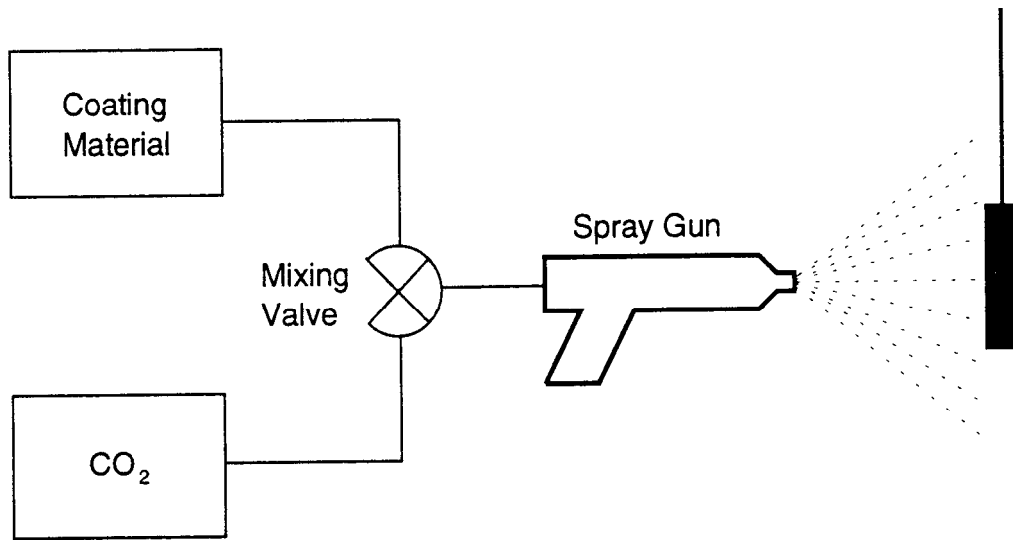 Coating
Material
Spray Gun
Mixing
Valve
CO₂